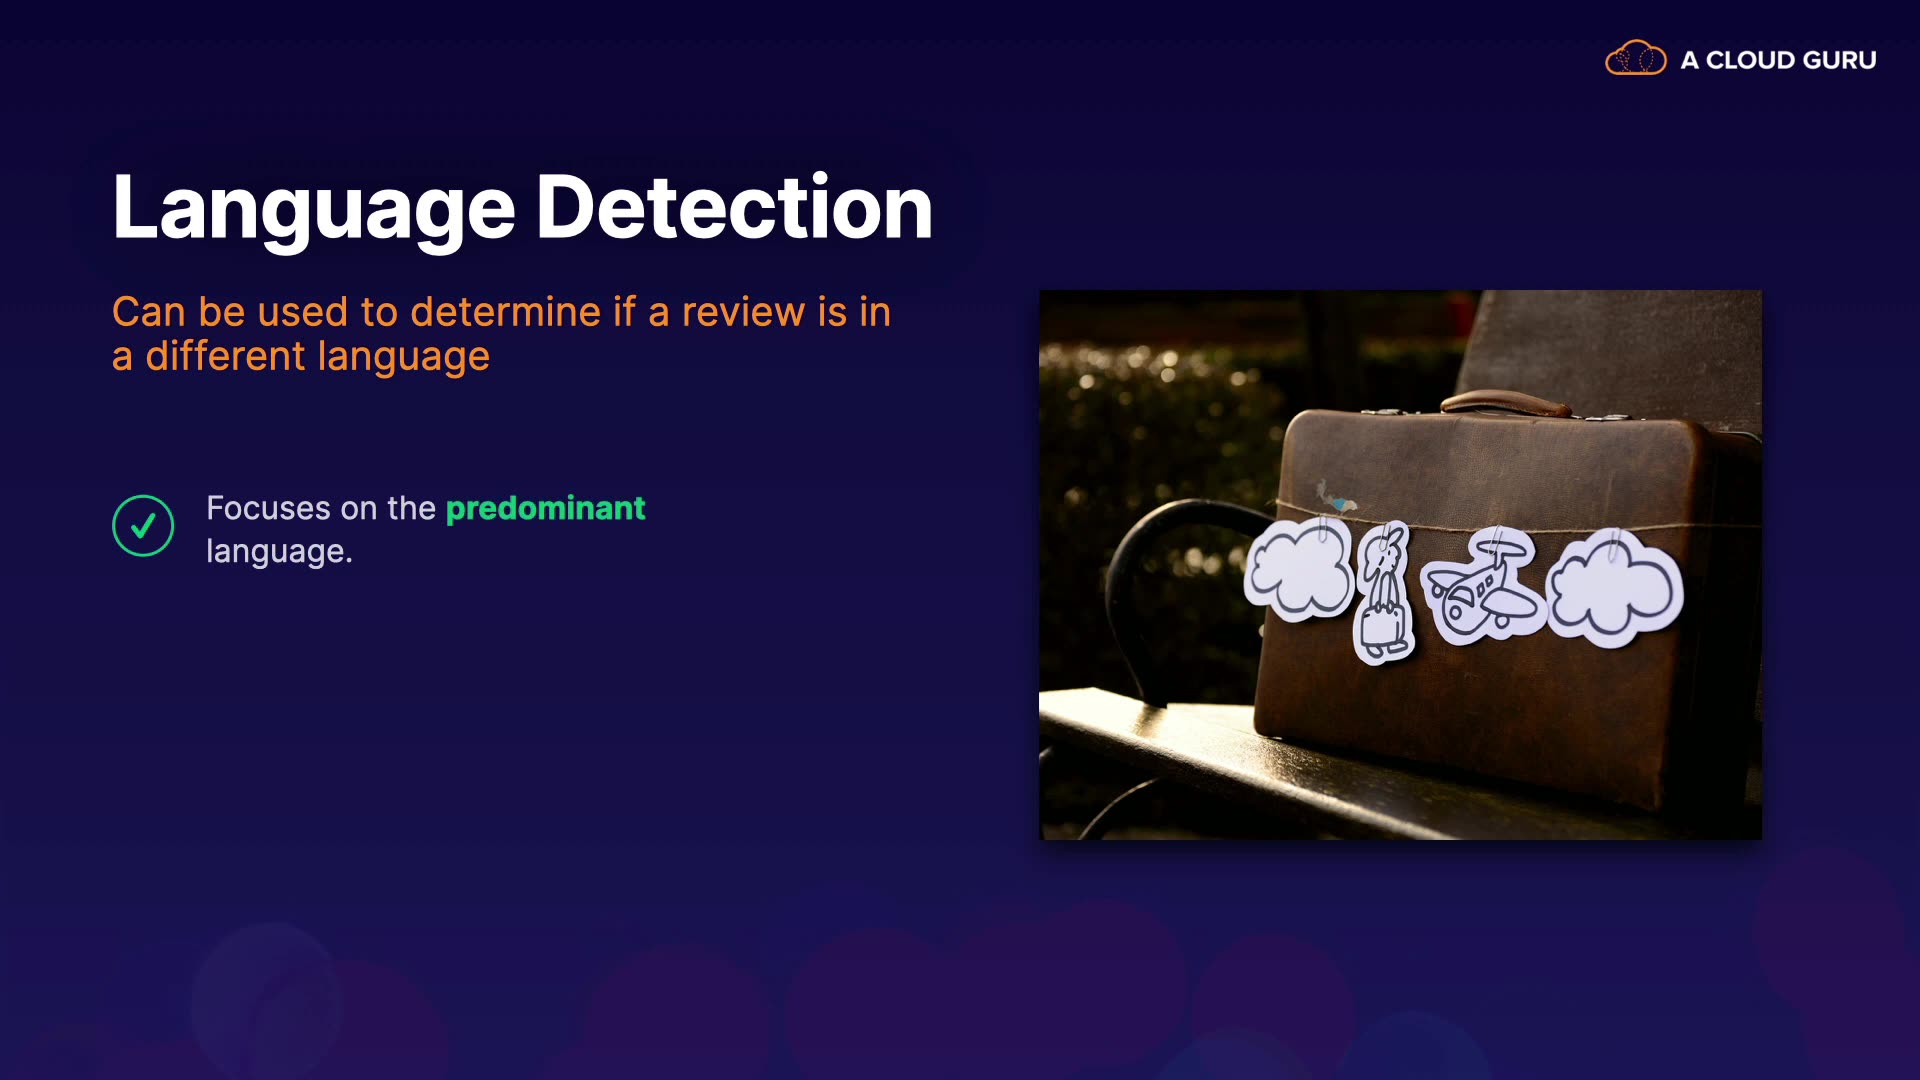 A CLOUD GURU
Language Detection
Can be used to determine if a review is in
a different language
Focuses on the predominant
language.